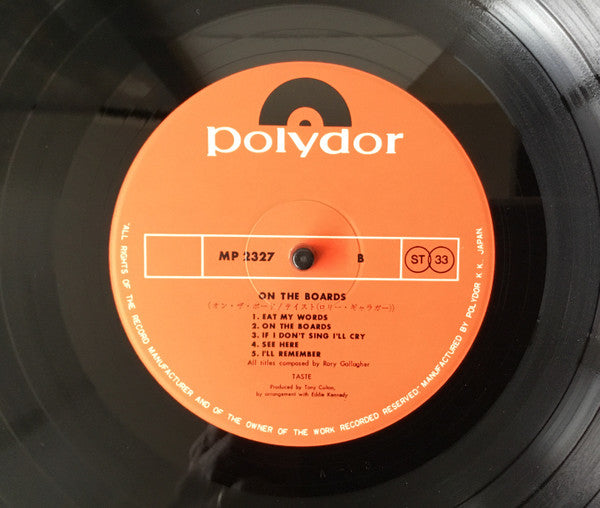 polydor
MP 2327 B ST 33
ON THE BOARDS
(オン・ザ・ボード/テイスト(ロリー・ギャラガー))
1. EAT MY WORDS
2. ON THE BOARDS
3. IF I DON'T SING I'LL CRY
4. SEE HERE
5. I'LL REMEMBER
All titles composed by Rory Gallagher
TASTE
Produced by Tony Colton,
by arrangement with Eddie Kennedy
"ALL RIGHTS OF THE RECORD MANUFACTURER AND OF THE OWNER OF THE WORK RECORDED RESERVED." MANUFACTURED BY POLYDOR K.K. JAPAN.